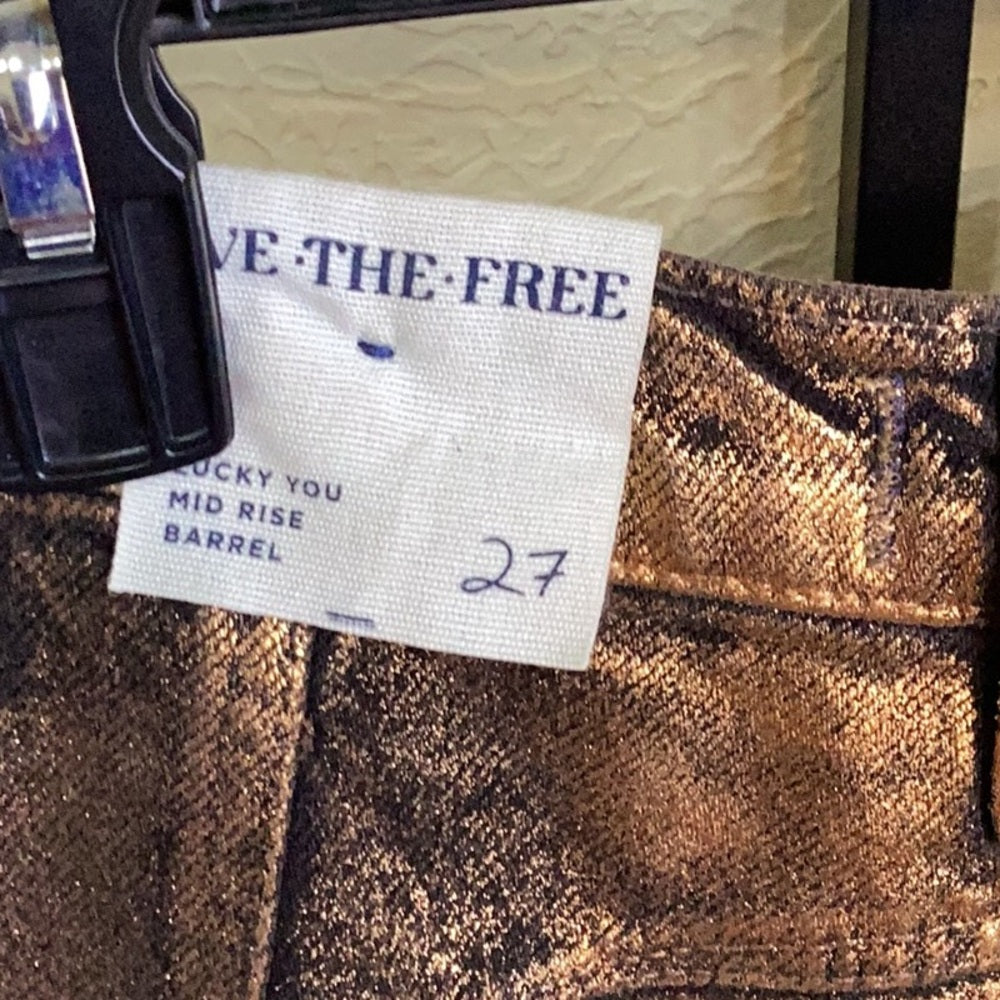 VE·THE·FREE
LUCKY YOU
MID RISE
BARREL
27